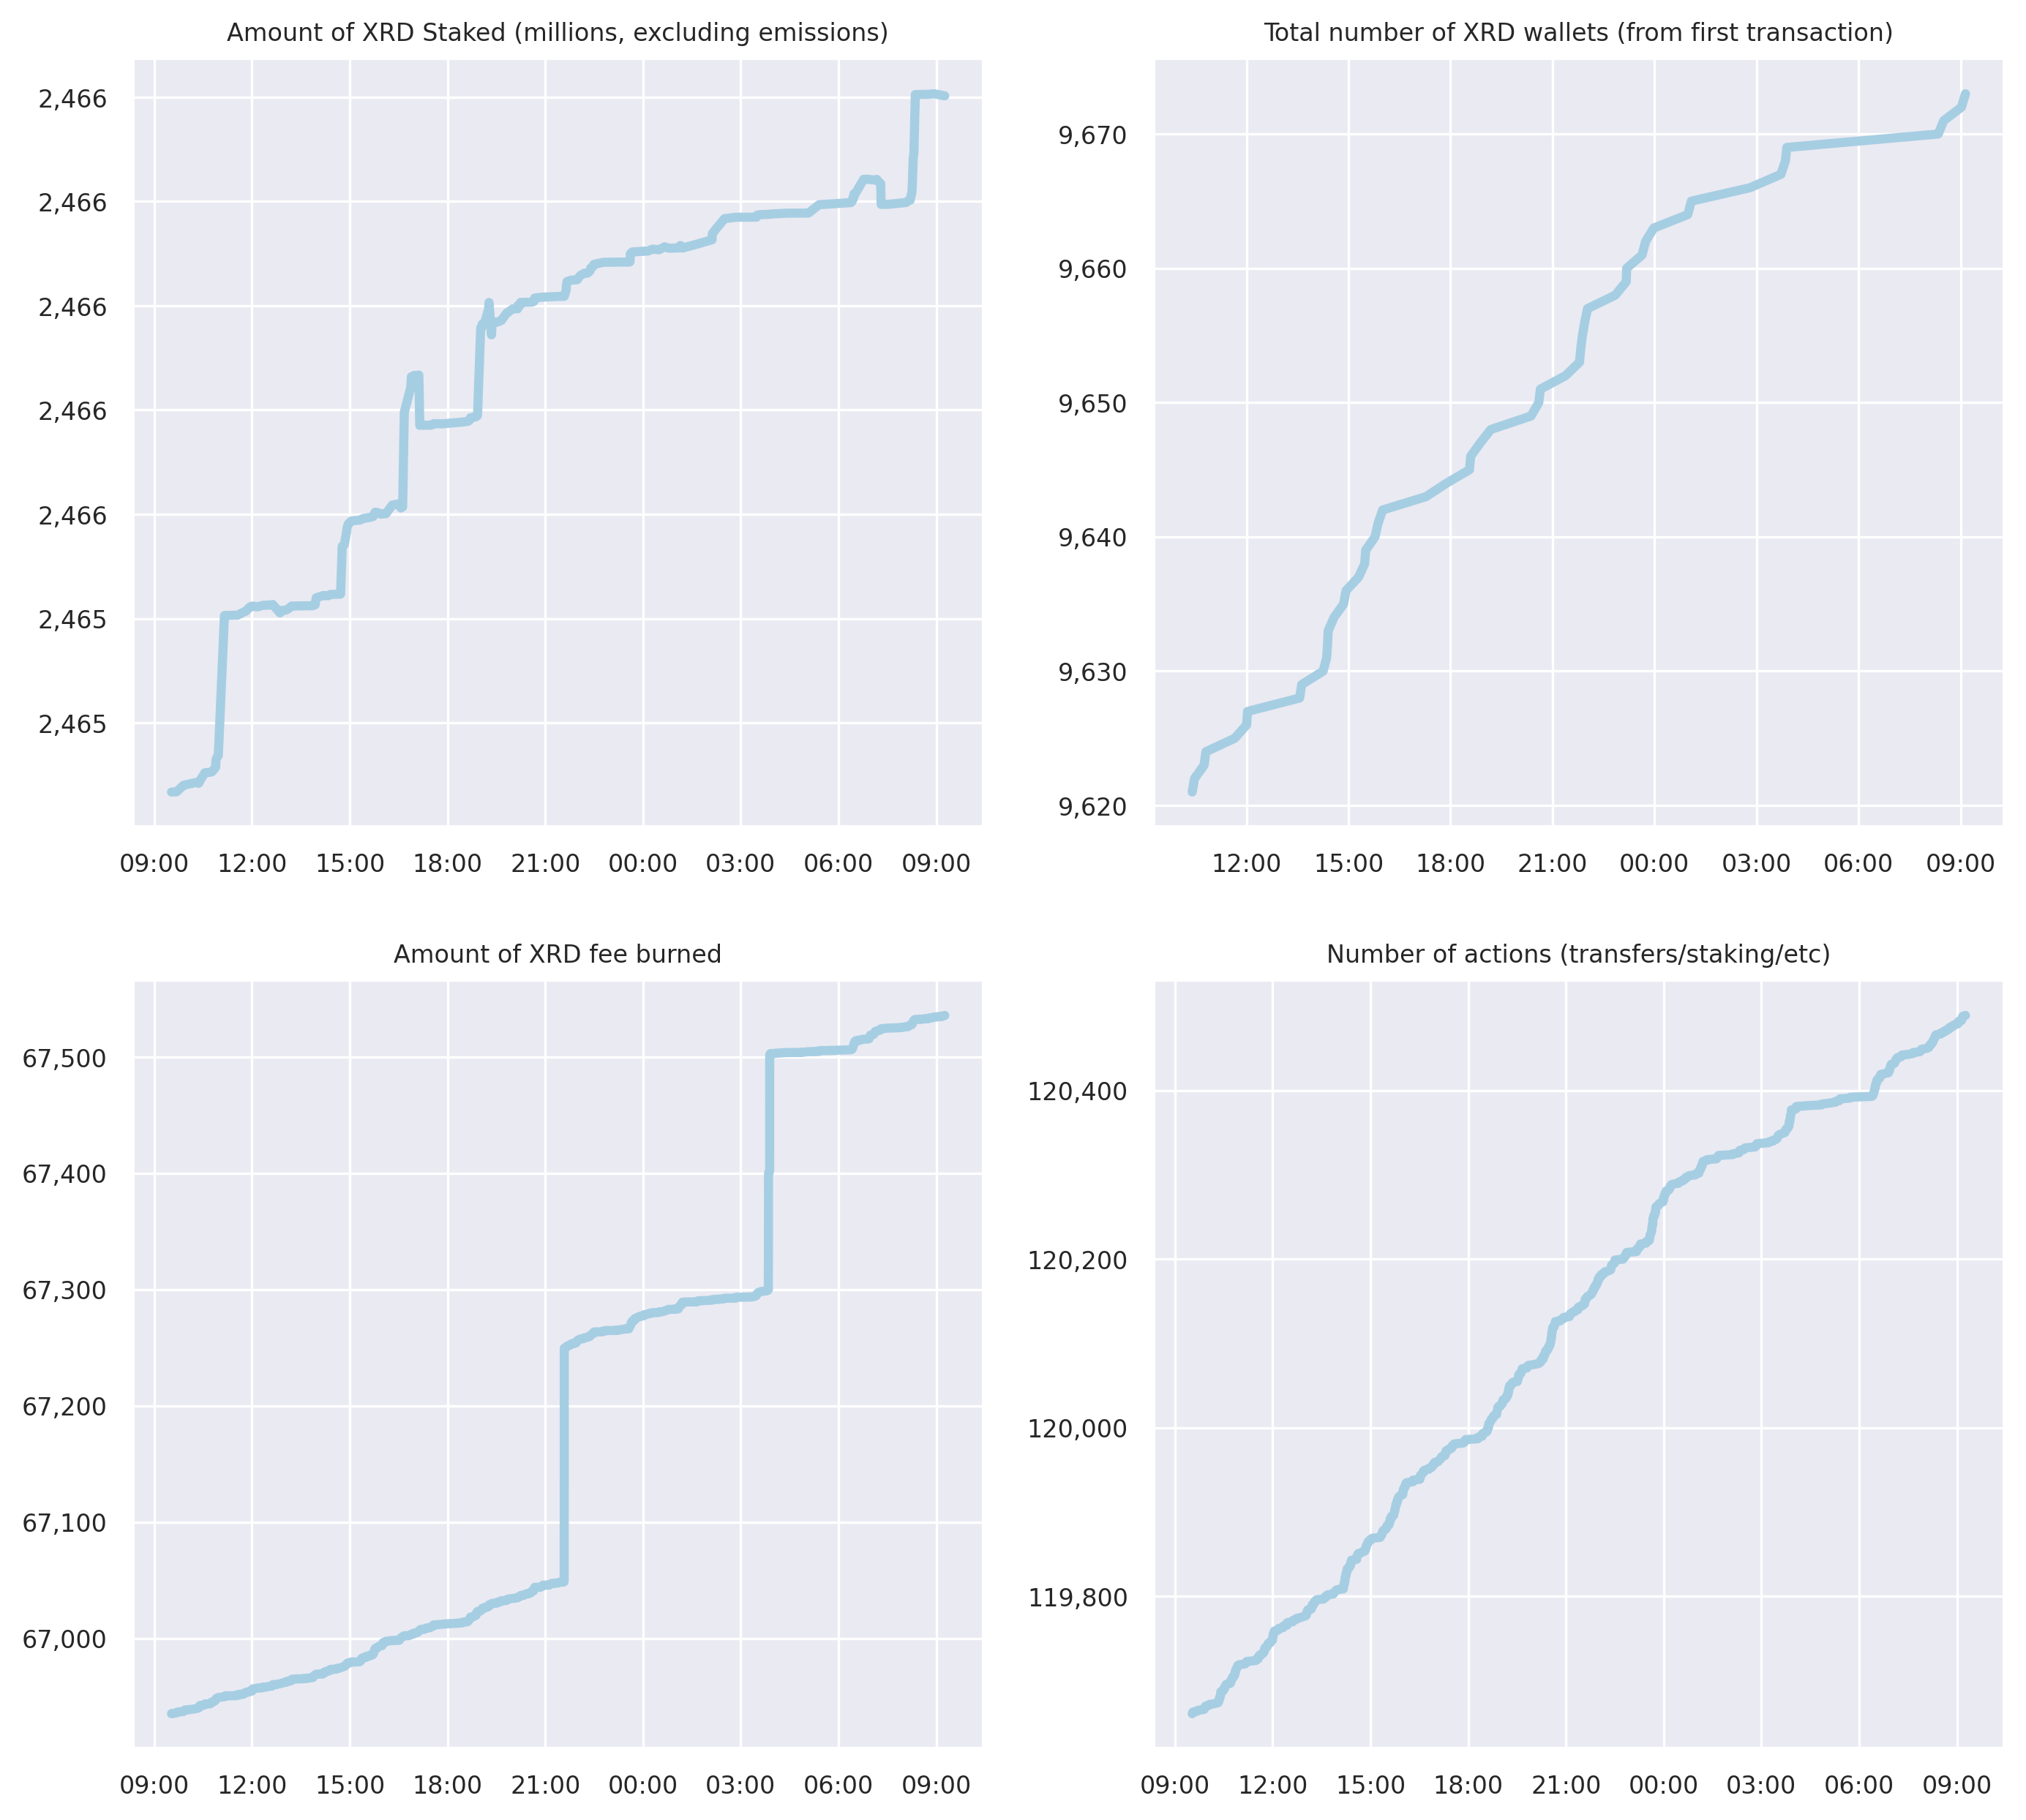 Amount of XRD Staked (millions, excluding emissions)
2,466
2,466
2,466
2,466
2,466
2,465
2,465
09:00 12:00 15:00 18:00 21:00 00:00 03:00 06:00 09:00
Total number of XRD wallets (from first transaction)
9,670
9,660
9,650
9,640
9,630
9,620
12:00 15:00 18:00 21:00 00:00 03:00 06:00 09:00
Amount of XRD fee burned
67,500
67,400
67,300
67,200
67,100
67,000
09:00 12:00 15:00 18:00 21:00 00:00 03:00 06:00 09:00
Number of actions (transfers/staking/etc)
120,400
120,200
120,000
119,800
09:00 12:00 15:00 18:00 21:00 00:00 03:00 06:00 09:00